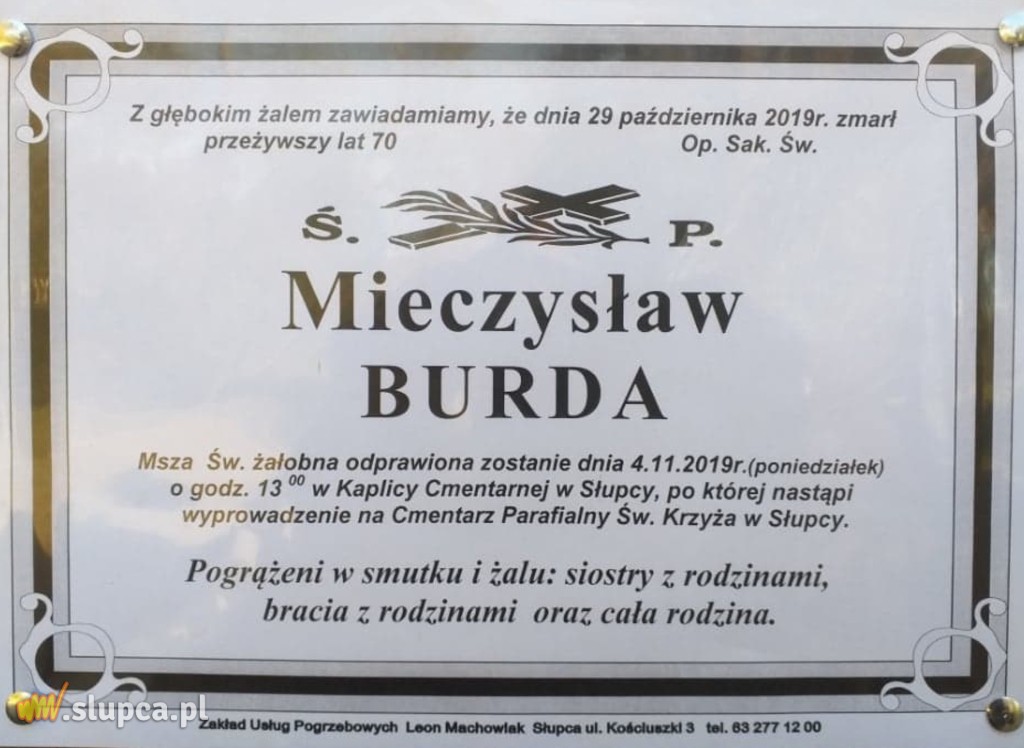 Z głębokim żalem zawiadamiamy, że dnia 29 października 2019r. zmarł
przeżywszy lat 70 Op. Sak. Św.
Ś. P.
Mieczysław
BURDA
Msza Św. żałobna odprawiona zostanie dnia 4.11.2019r.(poniedziałek)
o godz. 13 00 w Kaplicy Cmentarnej w Słupcy, po której nastąpi
wyprowadzenie na Cmentarz Parafialny Św. Krzyża w Słupcy.
Pogrążeni w smutku i żalu: siostry z rodzinami,
bracia z rodzinami oraz cała rodzina.
www.slupca.pl
Zakład Usług Pogrzebowych Leon Machowiak Słupca ul. Kościuszki 3 tel. 63 277 12 00